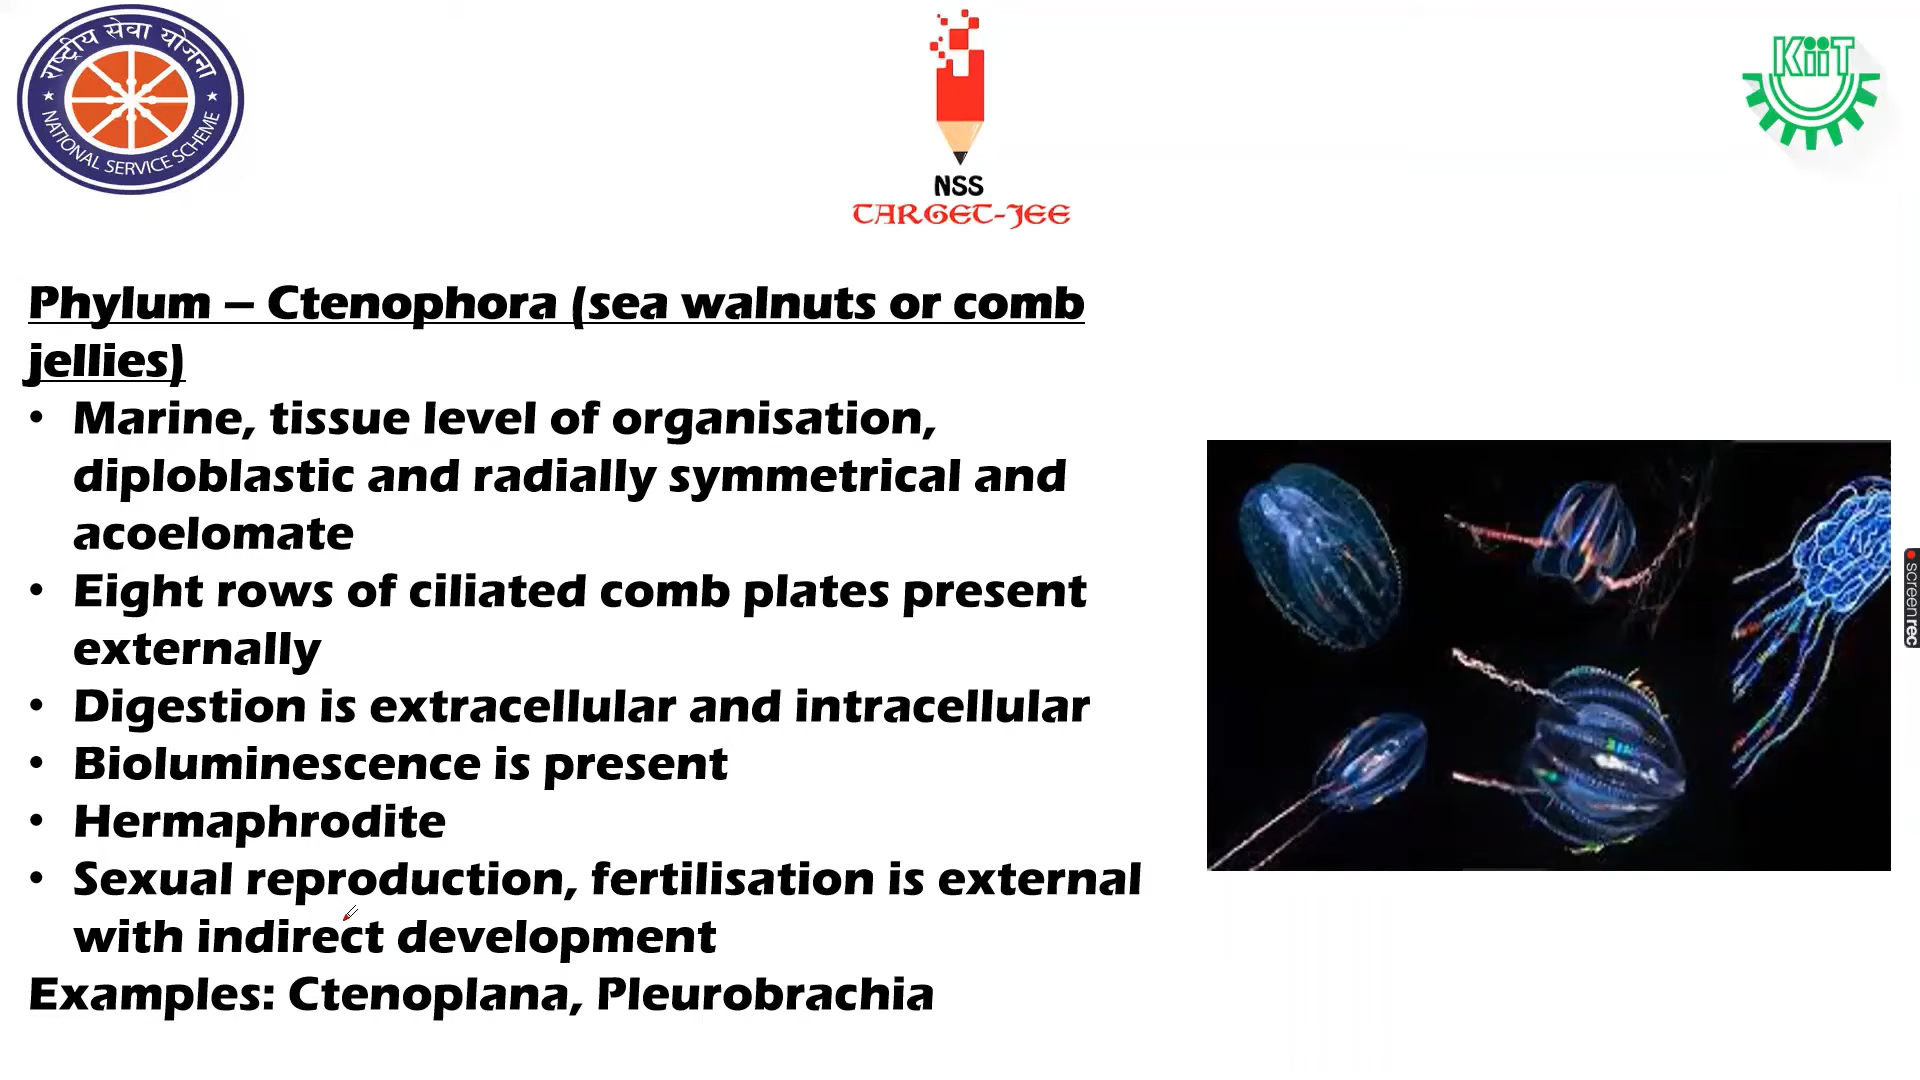 राष्ट्रीय सेवा योजना
NATIONAL SERVICE SCHEME
NSS
TARGET-JEE
KiiT
Phylum – Ctenophora (sea walnuts or comb
jellies)
• Marine, tissue level of organisation,
diploblastic and radially symmetrical and
acoelomate
• Eight rows of ciliated comb plates present
externally
• Digestion is extracellular and intracellular
• Bioluminescence is present
• Hermaphrodite
• Sexual reproduction, fertilisation is external
with indirect development
Examples: Ctenoplana, Pleurobrachia
screenrec